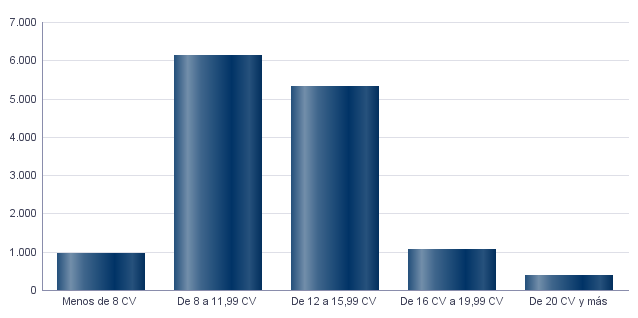 7.000
6.000
5.000
4.000
3.000
2.000
1.000
0
Menos de 8 CV
De 8 a 11,99 CV
De 12 a 15,99 CV
De 16 CV a 19,99 CV
De 20 CV y más